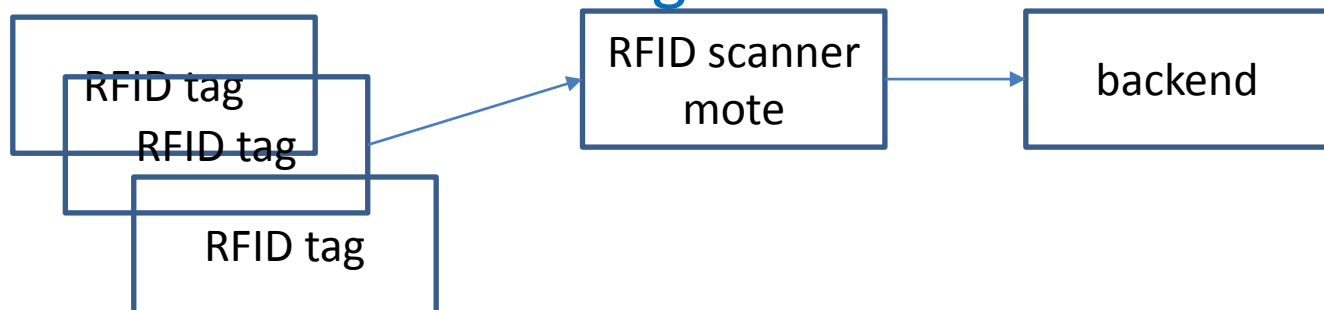 RFID tag
RFID tag
RFID tag
RFID scanner
mote
backend